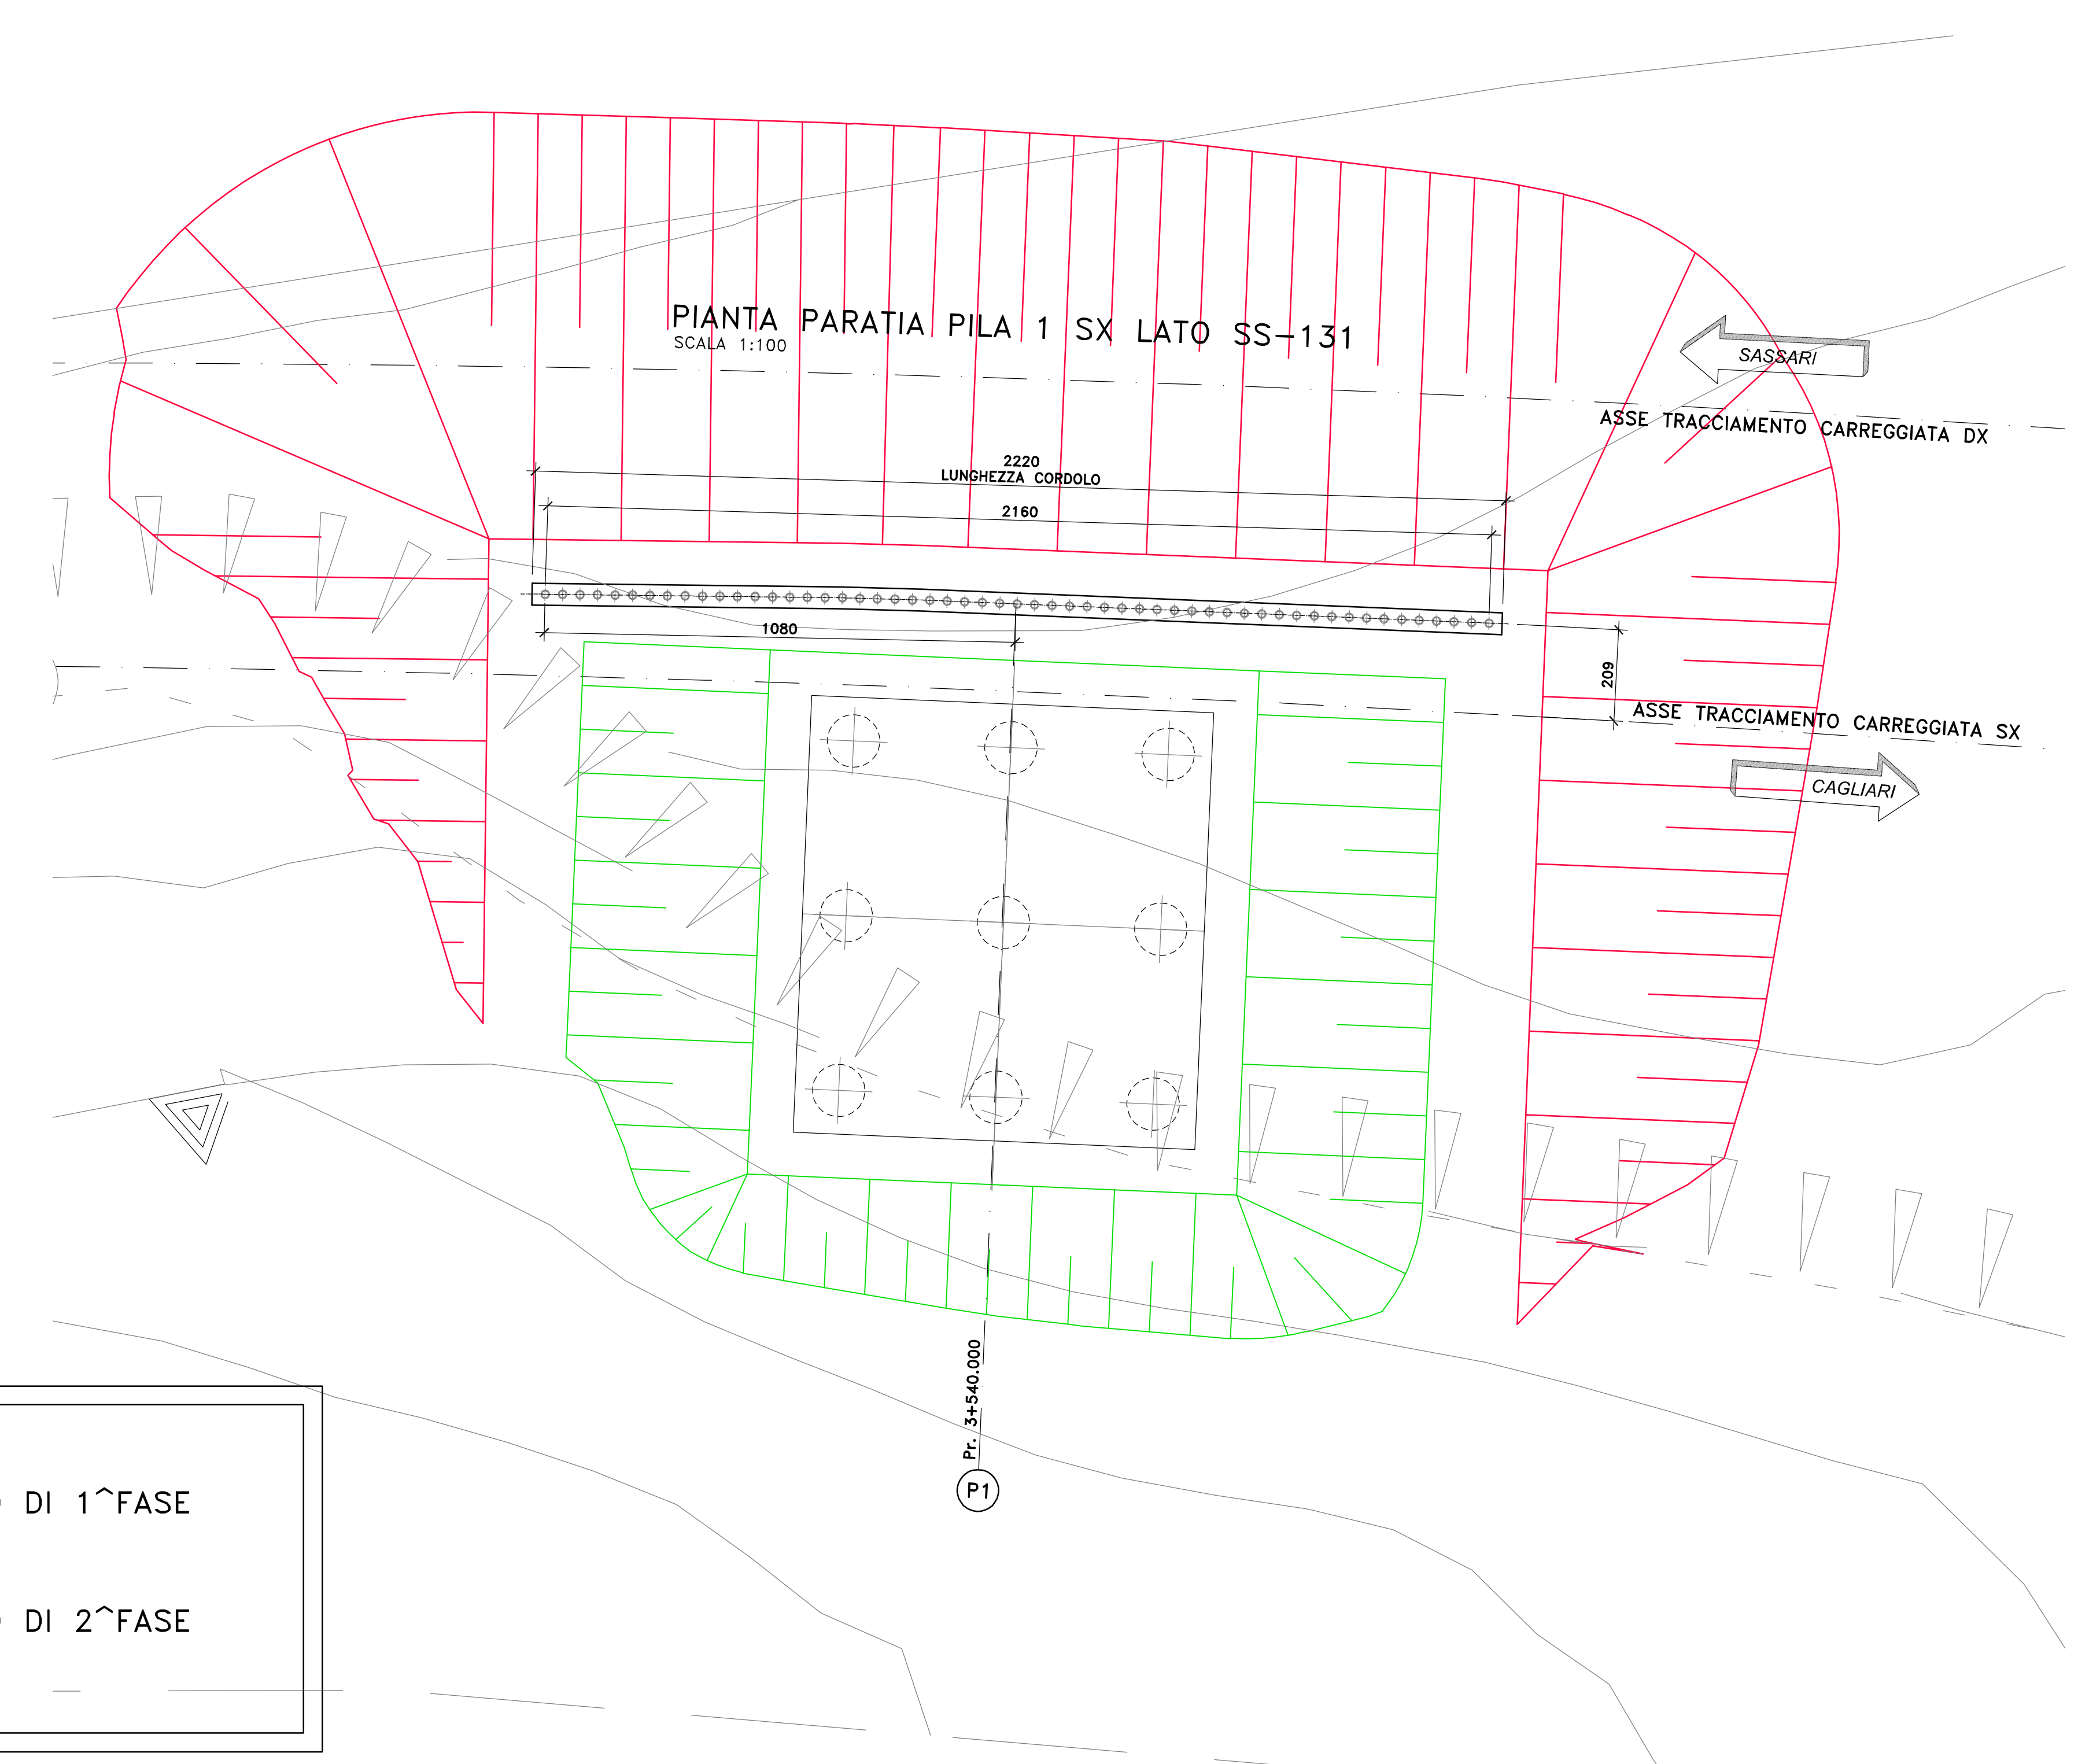 PIANTA PARATIA PILA 1 SX LATO SS-131
SCALA 1:100
SASSARI
ASSE TRACCIAMENTO CARREGGIATA DX
2220
LUNGHEZZA CORDOLO
2160
1080
209
ASSE TRACCIAMENTO CARREGGIATA SX
CAGLIARI
Pr. 3+540.000
P1
DI 1^FASE
DI 2^FASE